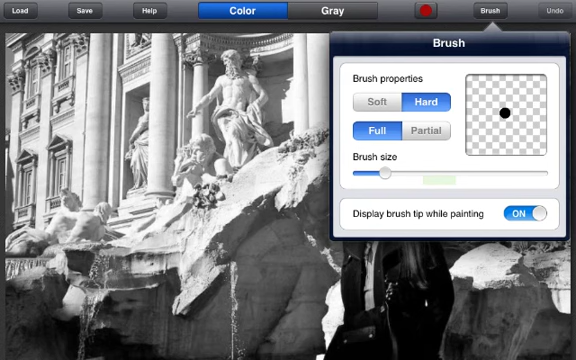 Load Save Help Color Gray Brush Undo
Brush
Brush properties
Soft Hard
Full Partial
Brush size
Display brush tip while painting ON